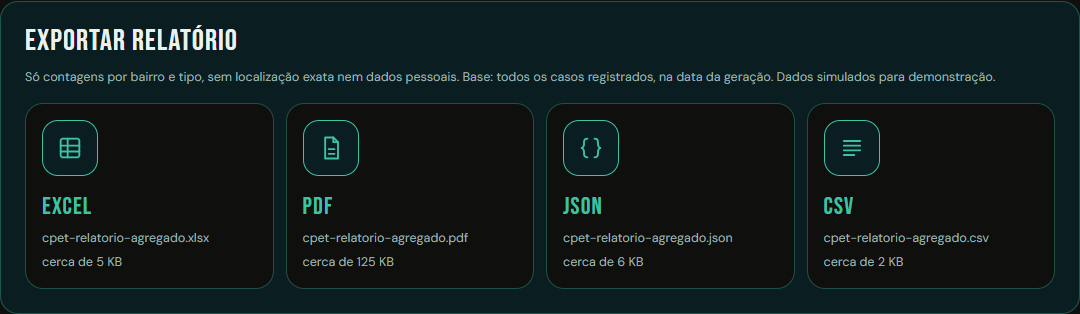 EXPORTAR RELATÓRIO
Só contagens por bairro e tipo, sem localização exata nem dados pessoais. Base: todos os casos registrados, na data da geração. Dados simulados para demonstração.
EXCEL
cpet-relatorio-agregado.xlsx
cerca de 5 KB
PDF
cpet-relatorio-agregado.pdf
cerca de 125 KB
{ }
JSON
cpet-relatorio-agregado.json
cerca de 6 KB
CSV
cpet-relatorio-agregado.csv
cerca de 2 KB